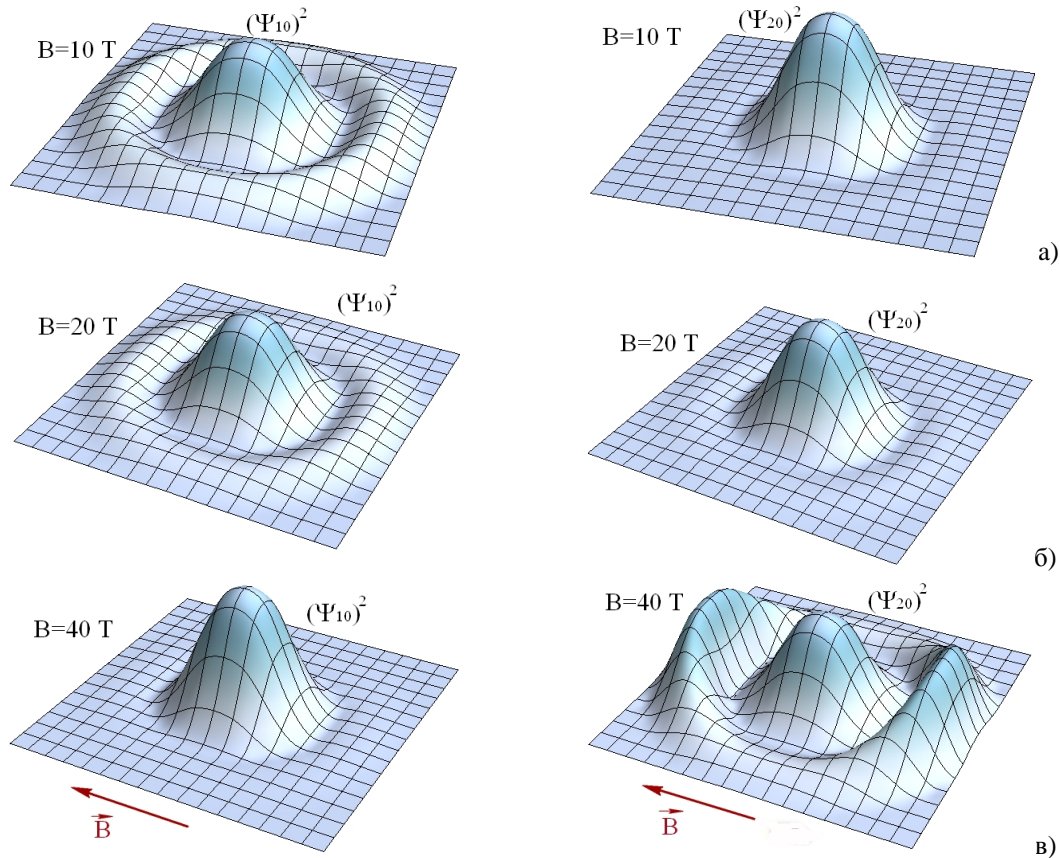 B=10 T
(Ψ₁₀)²
B=10 T
(Ψ₂₀)²
а)
B=20 T
(Ψ₁₀)²
B=20 T
(Ψ₂₀)²
б)
B=40 T
(Ψ₁₀)²
B=40 T
(Ψ₂₀)²
B⃗
B⃗
в)